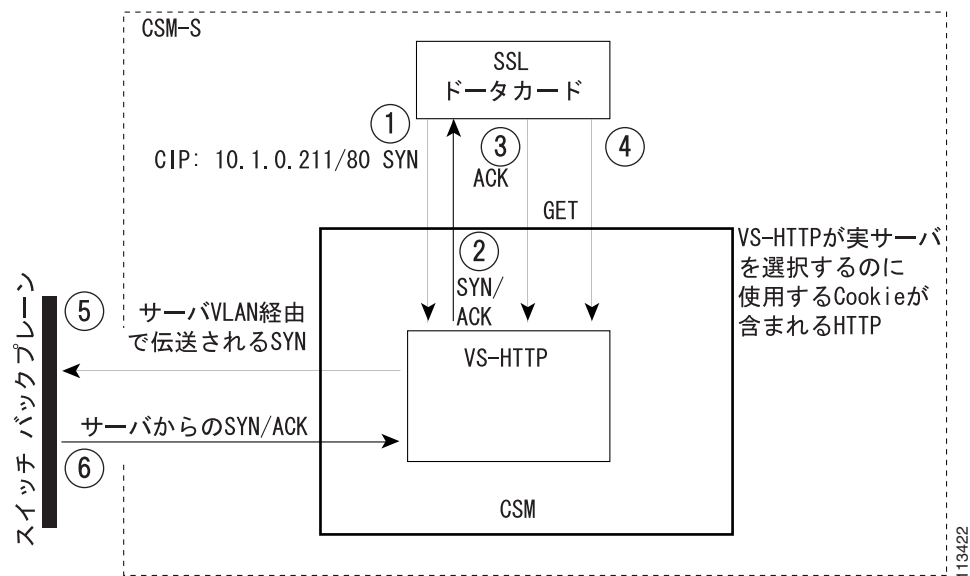 CSM-S
SSL
ドータカード
①
CIP: 10.1.0.211/80 SYN
③
ACK
④
GET
②
SYN/
ACK
VS-HTTPが実サーバ
を選択するのに
使用するCookieが
含まれるHTTP
⑤
サーバVLAN経由
で伝送されるSYN
VS-HTTP
サーバからのSYN/ACK
⑥
スイッチ バックプレーン
CSM
113422